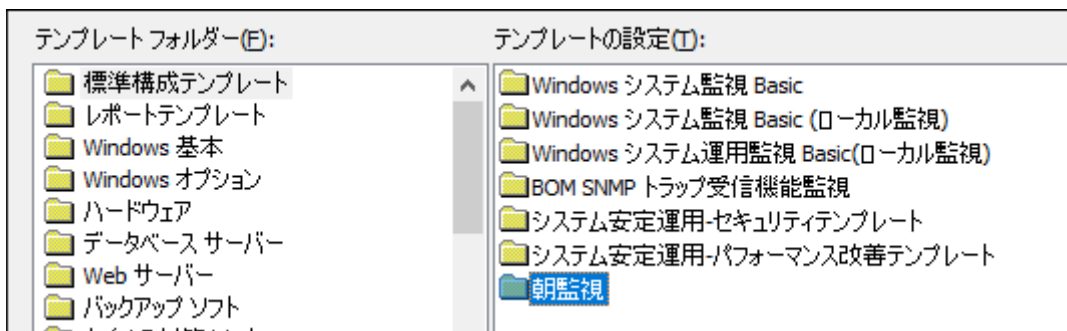 テンプレート フォルダー(F):
標準構成テンプレート
レポートテンプレート
Windows 基本
Windows オプション
ハードウェア
データベース サーバー
Web サーバー
バックアップ ソフト
テンプレートの設定(T):
Windows システム監視 Basic
Windows システム監視 Basic (ローカル監視)
Windows システム運用監視 Basic(ローカル監視)
BOM SNMP トラップ受信機能監視
システム安定運用-セキュリティテンプレート
システム安定運用-パフォーマンス改善テンプレート
朝監視